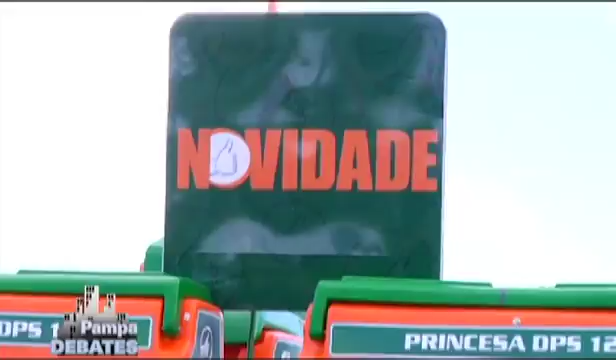 NOVIDADE
DPS 1
PRINCESA DPS 12
Pampa
DEBATES